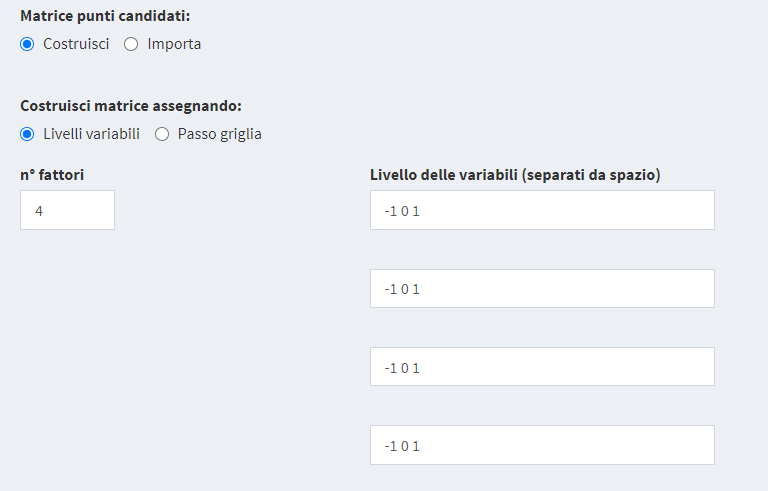 Matrice punti candidati:
Costruisci Importa
Costruisci matrice assegnando:
Livelli variabili Passo griglia
n° fattori
4
Livello delle variabili (separati da spazio)
-1 0 1
-1 0 1
-1 0 1
-1 0 1